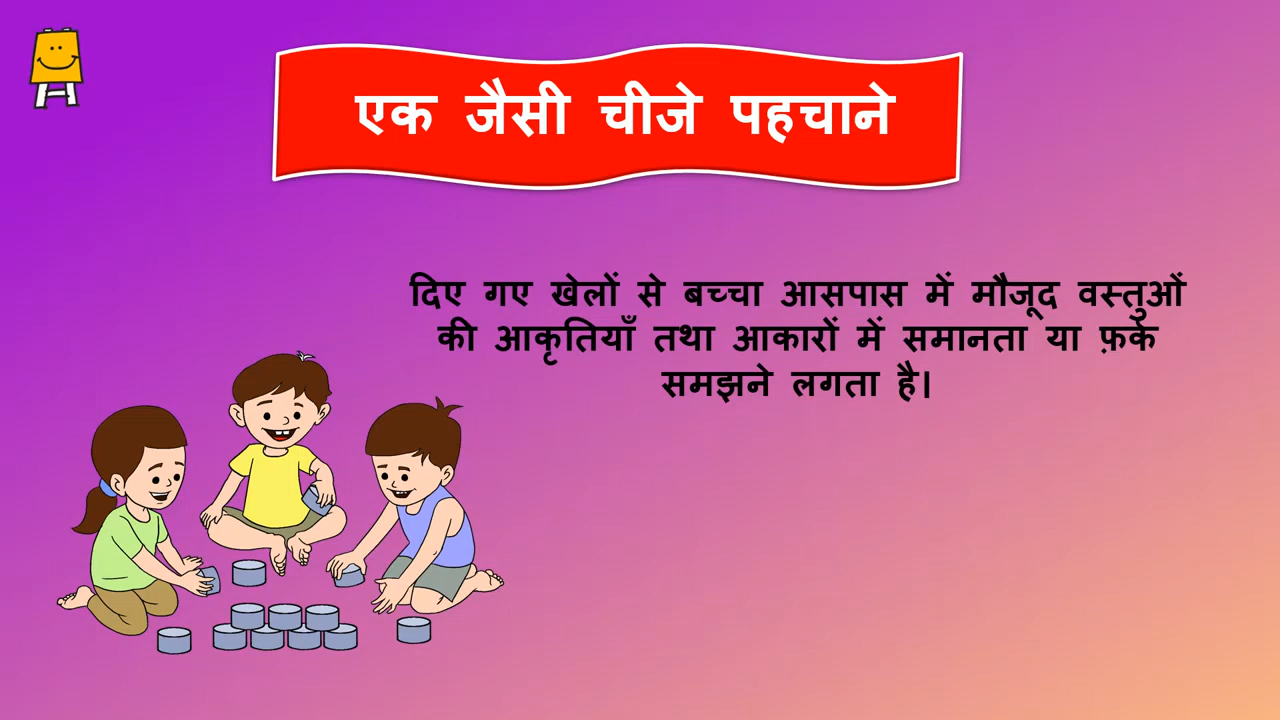 एक जैसी चीजे पहचाने
दिए गए खेलों से बच्चा आसपास में मौजूद वस्तुओं
की आकृतियाँ तथा आकारों में समानता या फ़र्क
समझने लगता है।